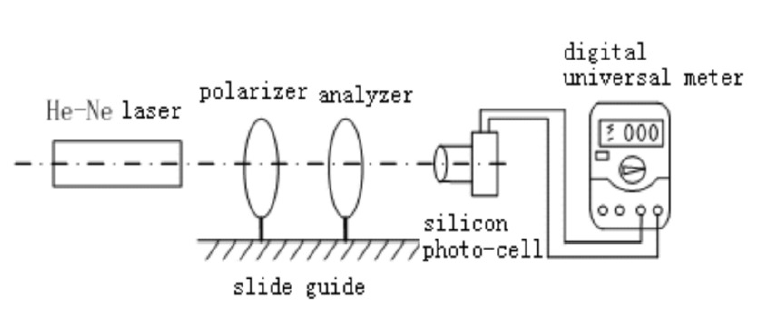 digital
universal meter
polarizer analyzer
He-Ne laser
000
silicon
photo-cell
slide guide